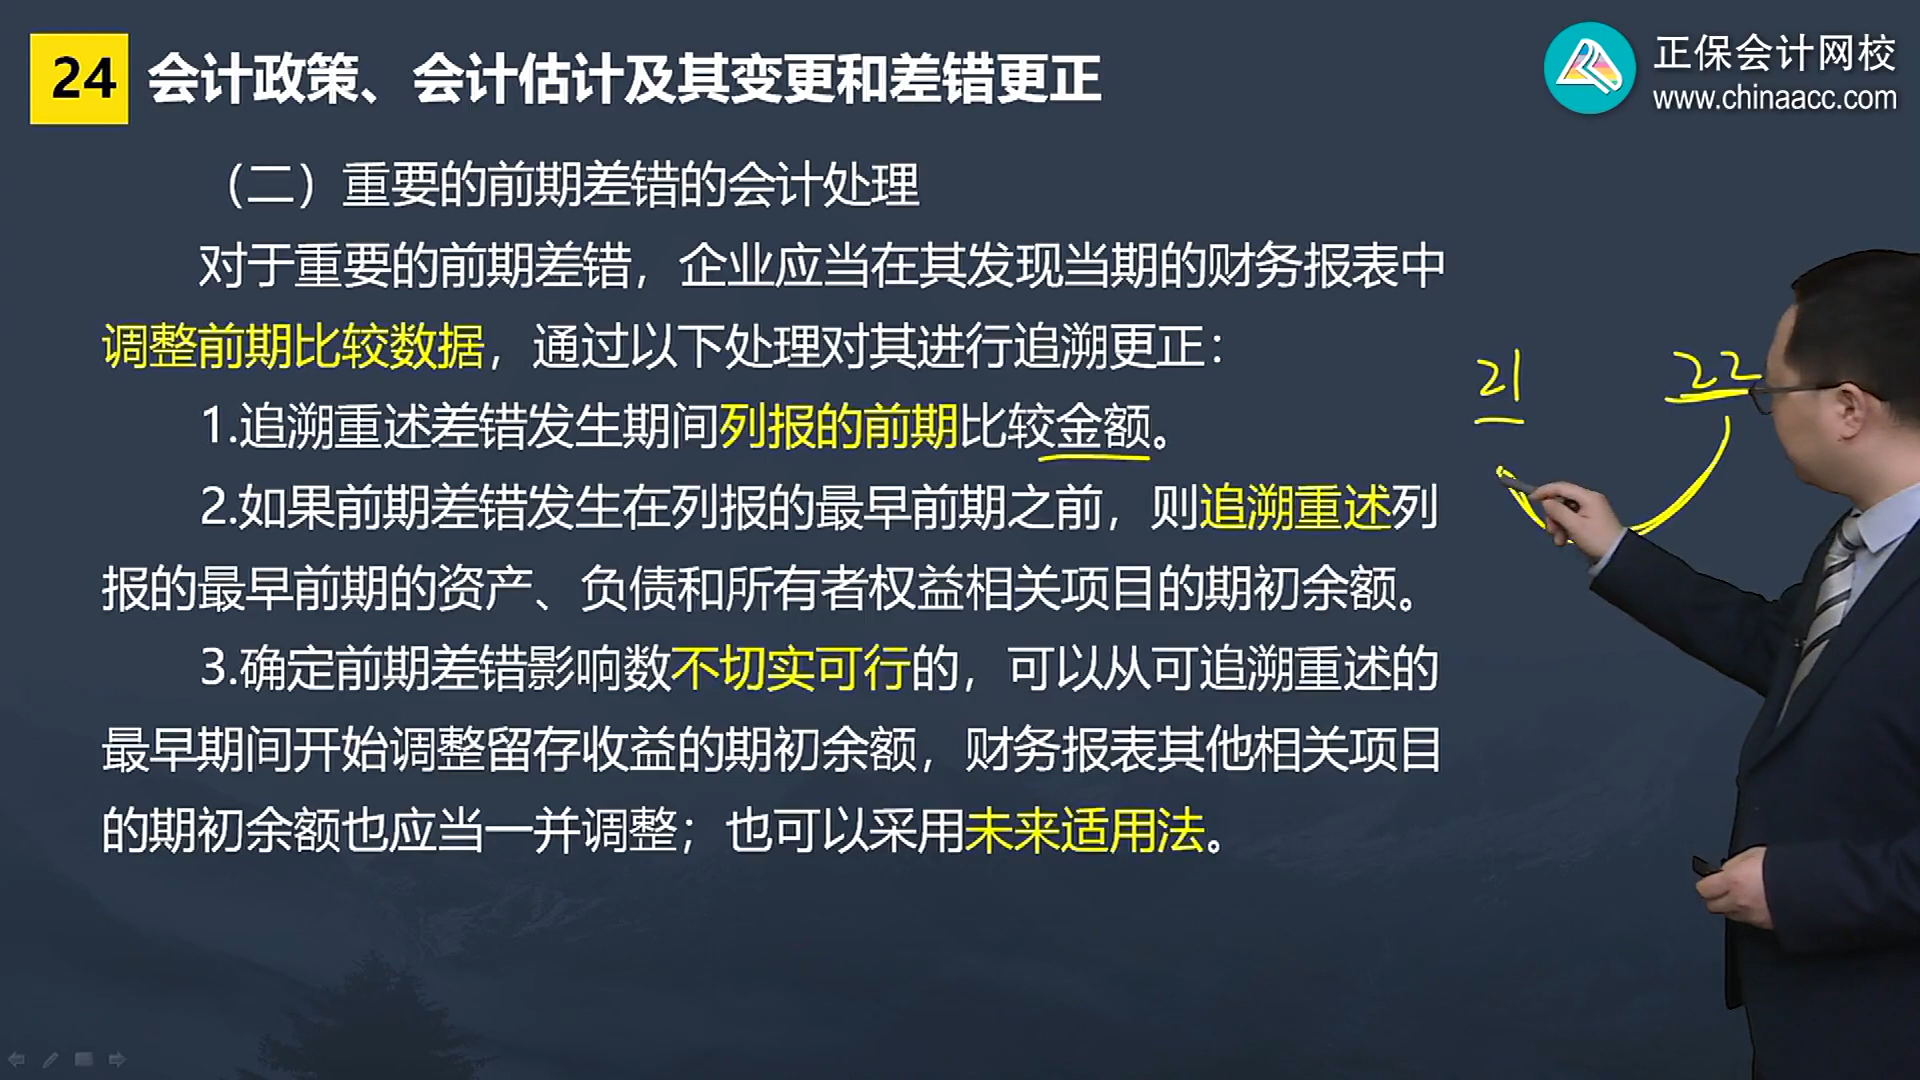 24 会计政策、会计估计及其变更和差错更正
正保会计网校
www.chinaacc.com
（二）重要的前期差错的会计处理
对于重要的前期差错，企业应当在其发现当期的财务报表中
调整前期比较数据，通过以下处理对其进行追溯更正：
1.追溯重述差错发生期间列报的前期比较金额。
2.如果前期差错发生在列报的最早前期之前，则追溯重述列
报的最早前期的资产、负债和所有者权益相关项目的期初余额。
3.确定前期差错影响数不切实可行的，可以从可追溯重述的
最早期间开始调整留存收益的期初余额，财务报表其他相关项目
的期初余额也应当一并调整；也可以采用未来适用法。
21 22